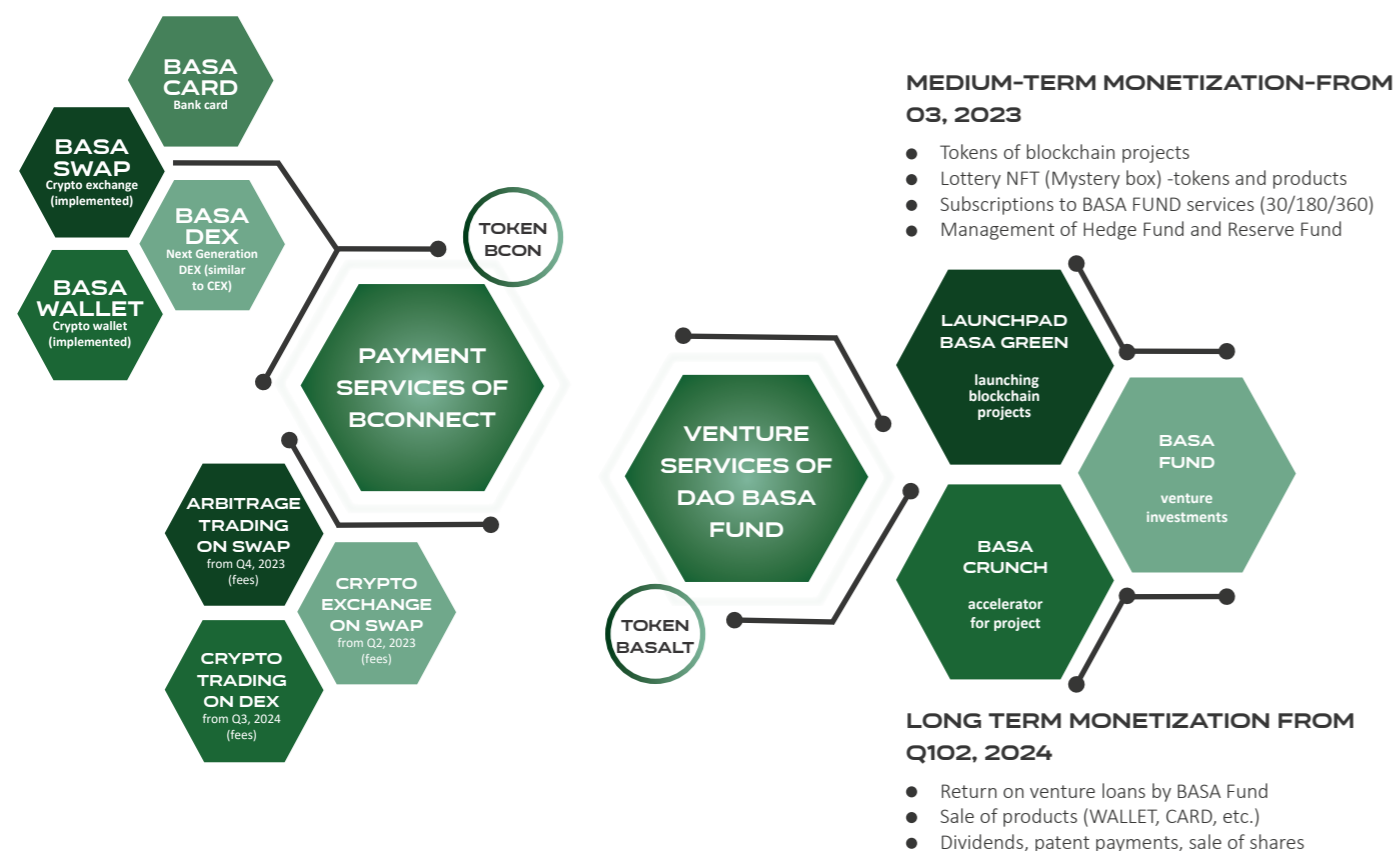 BASA
CARD
Bank card
BASA
SWAP
Crypto exchange
(implemented)
BASA
DEX
Next Generation
DEX (similar
to CEX)
BASA
WALLET
Crypto wallet
(implemented)
TOKEN
BCON
PAYMENT
SERVICES OF
BCONNECT
ARBITRAGE
TRADING
ON SWAP
from Q4, 2023
(fees)
CRYPTO
EXCHANGE
ON SWAP
from Q2, 2023
(fees)
CRYPTO
TRADING
ON DEX
from Q3, 2024
(fees)
VENTURE
SERVICES OF
DAO BASA
FUND
TOKEN
BASALT
MEDIUM-TERM MONETIZATION-FROM
O3, 2023
● Tokens of blockchain projects
● Lottery NFT (Mystery box) -tokens and products
● Subscriptions to BASA FUND services (30/180/360)
● Management of Hedge Fund and Reserve Fund
LAUNCHPAD
BASA GREEN
launching
blockchain
projects
BASA
FUND
venture
investments
BASA
CRUNCH
accelerator
for project
LONG TERM MONETIZATION FROM
Q102, 2024
● Return on venture loans by BASA Fund
● Sale of products (WALLET, CARD, etc.)
● Dividends, patent payments, sale of shares